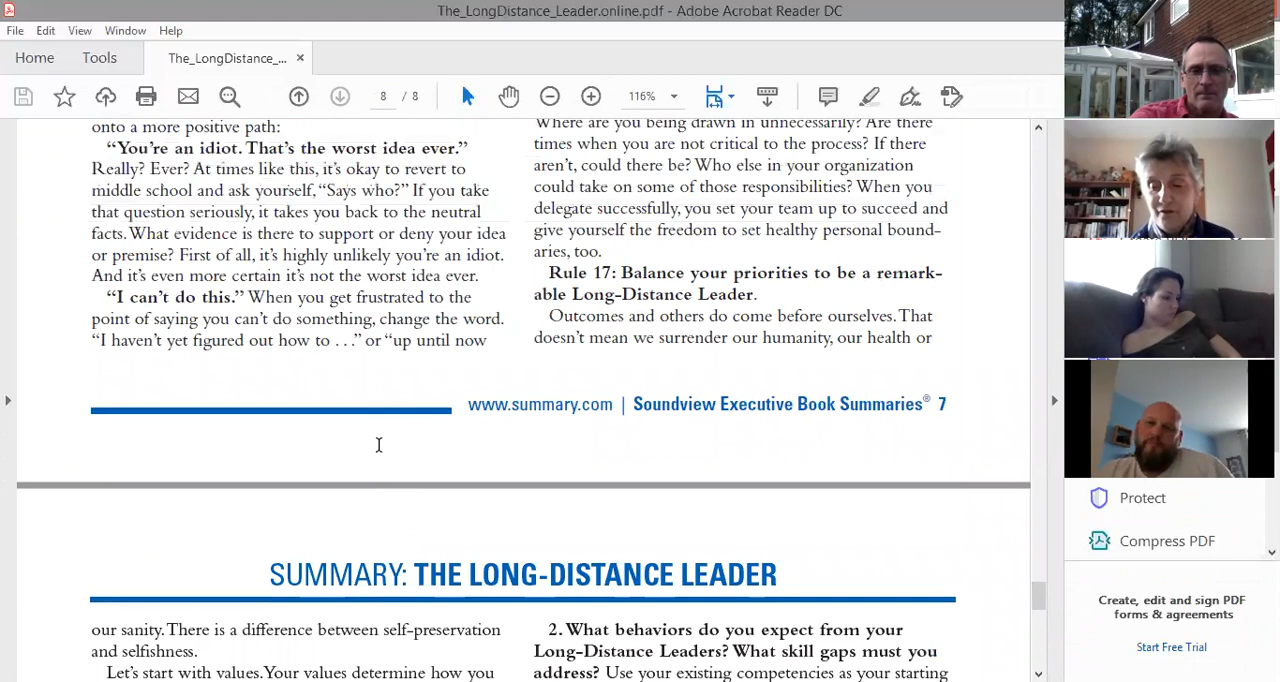 The_LongDistance_Leader.online.pdf - Adobe Acrobat Reader DC
File Edit View Window Help
Home Tools The_LongDistance_... ×
8 / 8 116%
onto a more positive path:
“You’re an idiot. That’s the worst idea ever.”
Really? Ever? At times like this, it’s okay to revert to
middle school and ask yourself, “Says who?” If you take
that question seriously, it takes you back to the neutral
facts. What evidence is there to support or deny your idea
or premise? First of all, it’s highly unlikely you’re an idiot.
And it’s even more certain it’s not the worst idea ever.
“I can’t do this.” When you get frustrated to the
point of saying you can’t do something, change the word.
“I haven’t yet figured out how to . . .” or “up until now
Where are you being drawn in unnecessarily? Are there
times when you are not critical to the process? If there
aren’t, could there be? Who else in your organization
could take on some of those responsibilities? When you
delegate successfully, you set your team up to succeed and
give yourself the freedom to set healthy personal bound-
aries, too.
Rule 17: Balance your priorities to be a remark-
able Long-Distance Leader.
Outcomes and others do come before ourselves. That
doesn’t mean we surrender our humanity, our health or
www.summary.com | Soundview Executive Book Summaries® 7
SUMMARY: THE LONG-DISTANCE LEADER
our sanity. There is a difference between self-preservation
and selfishness.
Let’s start with values. Your values determine how you
2. What behaviors do you expect from your
Long-Distance Leaders? What skill gaps must you
address? Use your existing competencies as your starting
Protect
Compress PDF
Create, edit and sign PDF
forms & agreements
Start Free Trial